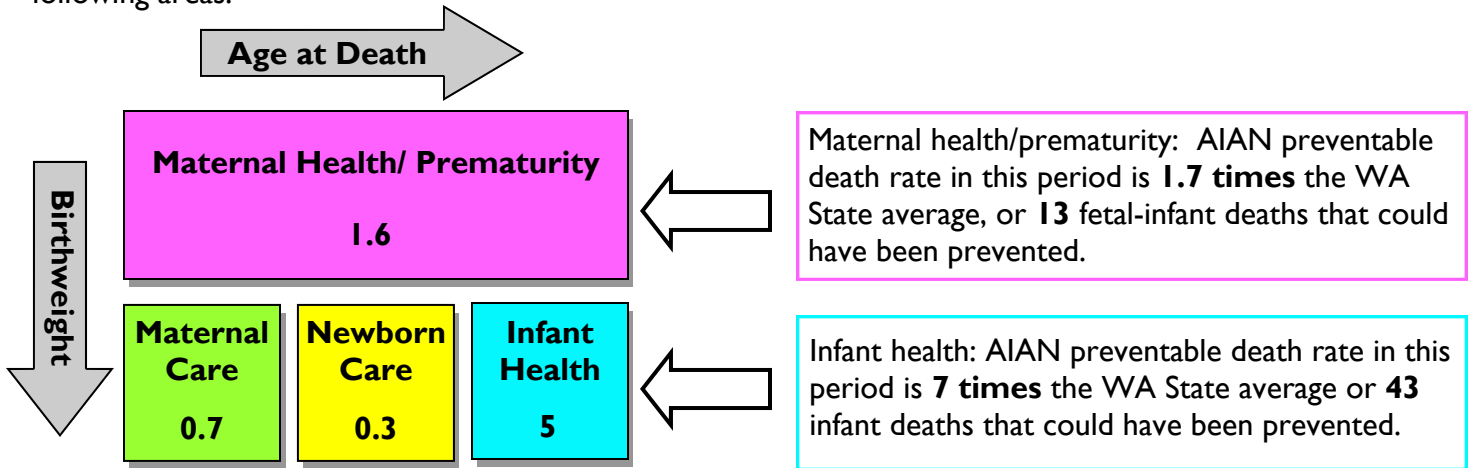 following areas.
Age at Death
Birthweight
Maternal Health/ Prematurity
1.6
Maternal health/prematurity: AIAN preventable
death rate in this period is 1.7 times the WA
State average, or 13 fetal-infant deaths that could
have been prevented.
Maternal
Care
0.7
Newborn
Care
0.3
Infant
Health
5
Infant health: AIAN preventable death rate in this
period is 7 times the WA State average or 43
infant deaths that could have been prevented.